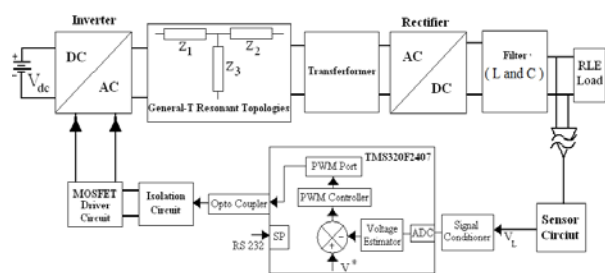 Inverter
Rectifier
DC
AC
Z1
Z2
Z3
General-T Resonant Topologies
Transferformer
AC
DC
Filter
( L and C )
RLE
Load
Vdc
TMS320F2407
PWM Port
PWM Controller
MOSFET
Driver
Circuit
Isolation
Circuit
Opto Coupler
RS 232
SP
Voltage
Estimator
ADC
Signal
Conditioner
VL
Sensor
Circiut
+
-
V*